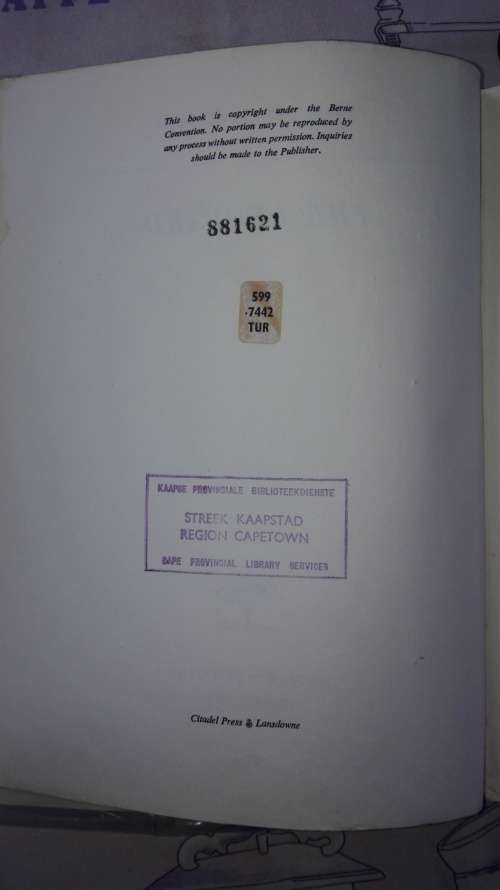 This book is copyright under the Berne
Convention. No portion may be reproduced by
any process without written permission. Inquiries
should be made to the Publisher.
881621
599
.7442
TUR
KAAPSE PROVINSIALE BIBLIOTEEKDIENSTE
STREEK KAAPSTAD
REGION CAPETOWN
CAPE PROVINCIAL LIBRARY SERVICES
Citadel Press Lansdowne